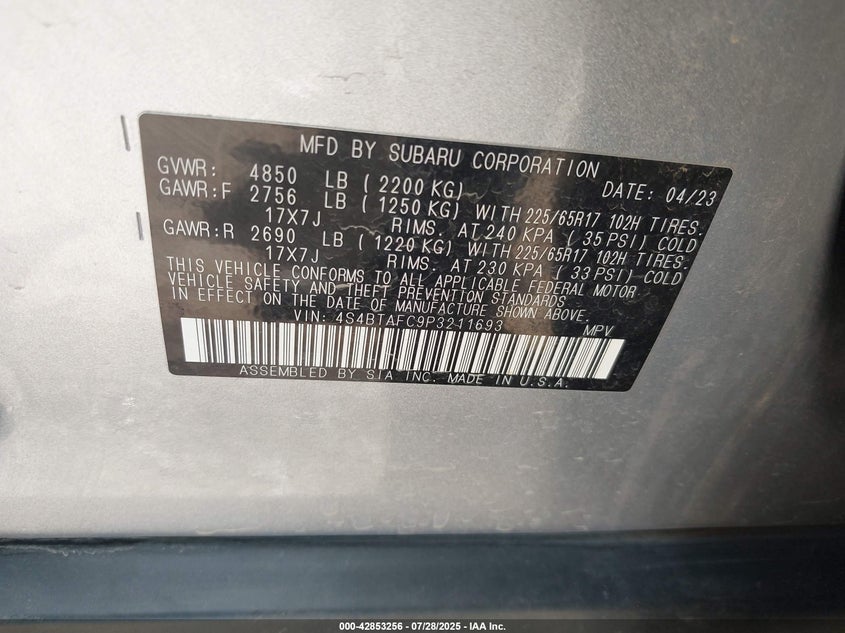 MFD BY SUBARU CORPORATION
GVWR: 4850 LB (2200 KG) DATE: 04/23
GAWR:F 2756 LB (1250 KG) WITH 225/65R17 102H TIRES.
17X7J RIMS. AT 240 KPA (35 PSI) COLD
GAWR:R 2690 LB (1220 KG) WITH 225/65R17 102H TIRES.
17X7J RIMS. AT 230 KPA (33 PSI) COLD
THIS VEHICLE CONFORMS TO ALL APPLICABLE FEDERAL MOTOR
VEHICLE SAFETY AND THEFT PREVENTION STANDARDS
IN EFFECT ON THE DATE OF MANUFACTURE SHOWN ABOVE.
VIN: 4S4BTAFC9P3211693 MPV
ASSEMBLED BY SIA INC. MADE IN U.S.A.
000-42853256 - 07/28/2025 - IAA Inc.